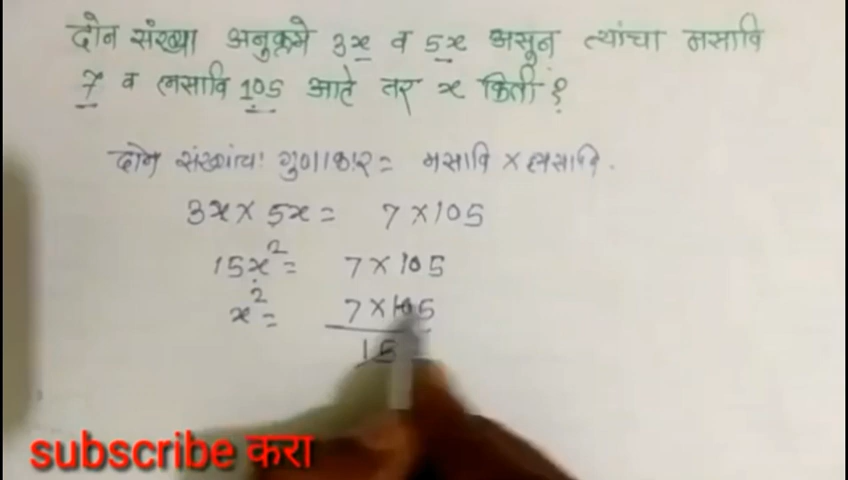 दोन संख्या अनुक्रमे 3x व 5x असून त्यांचा मसावि
7 व लसावि 105 आहे तर x किती?
दोन संख्यांचा गुणाकार = मसावि × लसावि.
3x × 5x = 7 × 105
15x² = 7 × 105
x² = 7 × 105
15
subscribe करा